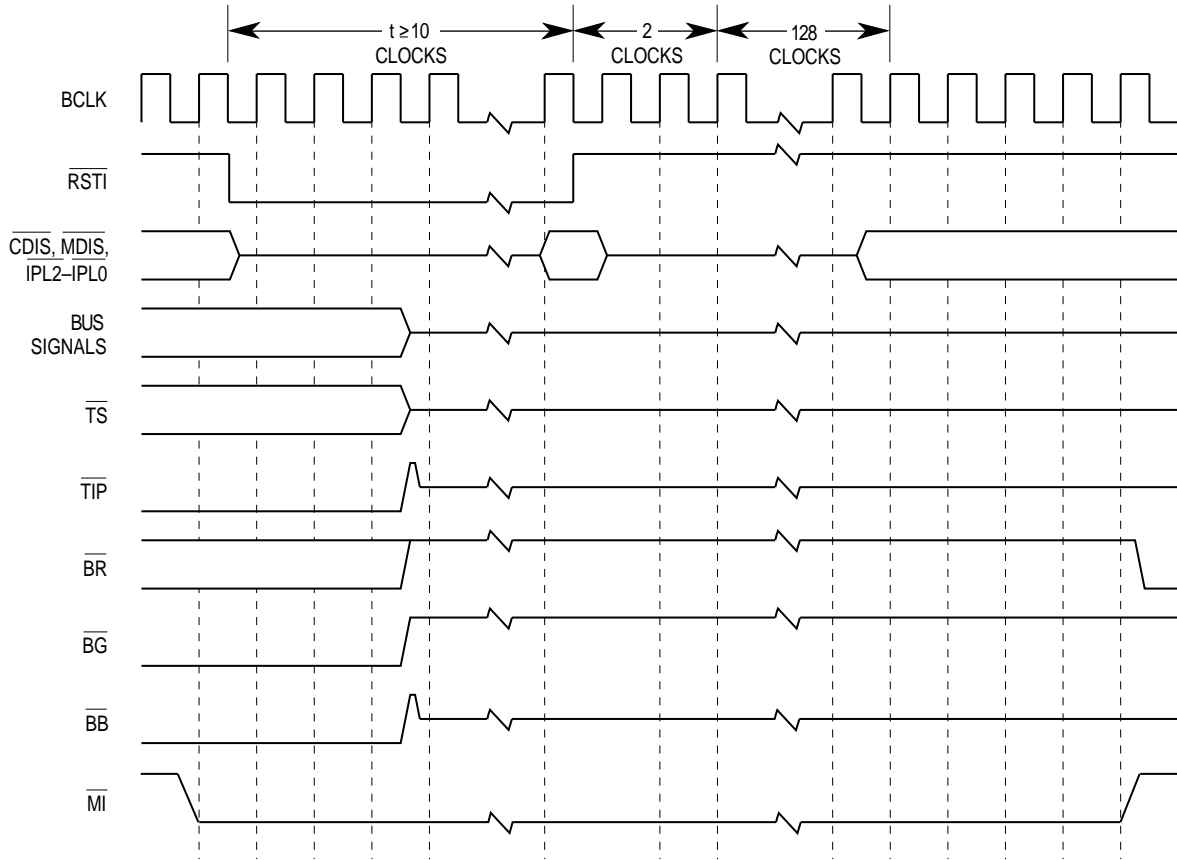 t ≥10
CLOCKS
2
CLOCKS
128
CLOCKS
BCLK
RSTI
CDIS, MDIS,
IPL2–IPL0
BUS
SIGNALS
TS
TIP
BR
BG
BB
MI